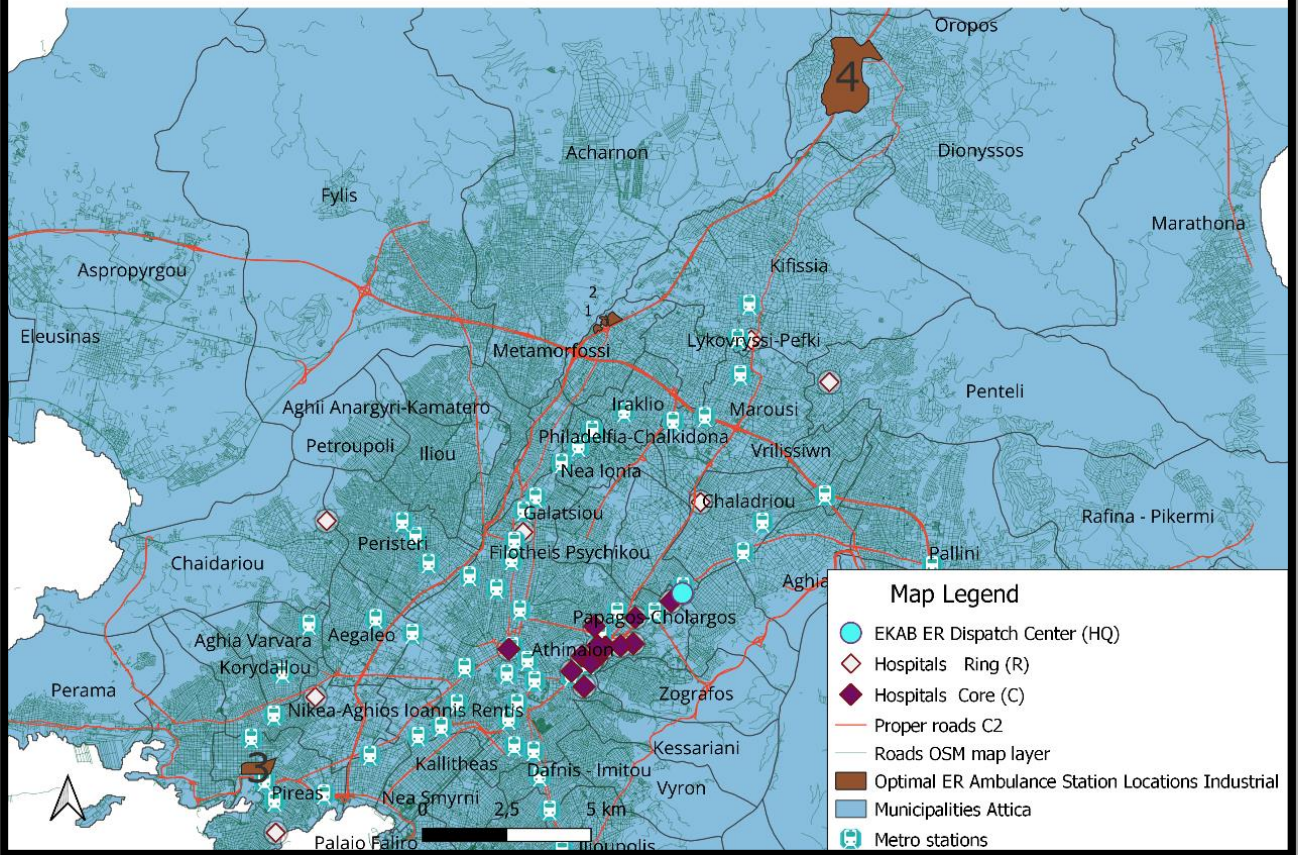 Oropos
4
Acharnon
Dionyssos
Fylis
Marathona
Aspropyrgou
Kifissia
2
1
Eleusinas
Lykovryssi-Pefki
Metamorfossi
Penteli
Aghii Anargyri-Kamatero
Iraklio
Marousi
Philadelfia-Chalkidona
Petroupoli
Iliou
Vrilissiwn
Nea Ionia
Chaladriou
Galatsiou
Rafina - Pikermi
Peristeri
Filotheis Psychikou
Pallini
Chaidariou
Aghia
Papagos-Cholargos
Aghia Varvara
Aegaleo
Athinaion
Korydallou
Perama
Zografos
Nikea-Aghios Ioannis Rentis
Kessariani
3
Kallitheas
Dafnis - Imitou
Vyron
Pireas
Nea Smyrni
0
2,5
5 km
Palaio Faliro
Ilioupolis
Map Legend
EKAB ER Dispatch Center (HQ)
Hospitals Ring (R)
Hospitals Core (C)
Proper roads C2
Roads OSM map layer
Optimal ER Ambulance Station Locations Industrial
Municipalities Attica
Metro stations